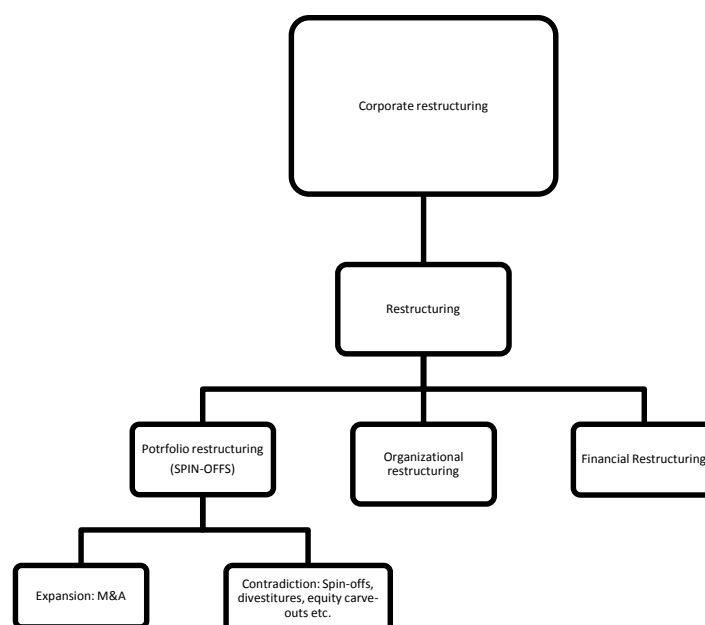 Corporate restructuring
Restructuring
Potrfolio restructuring
(SPIN-OFFS)
Organizational
restructuring
Financial Restructuring
Expansion: M&A
Contradiction: Spin-offs,
divestitures, equity carve-
outs etc.